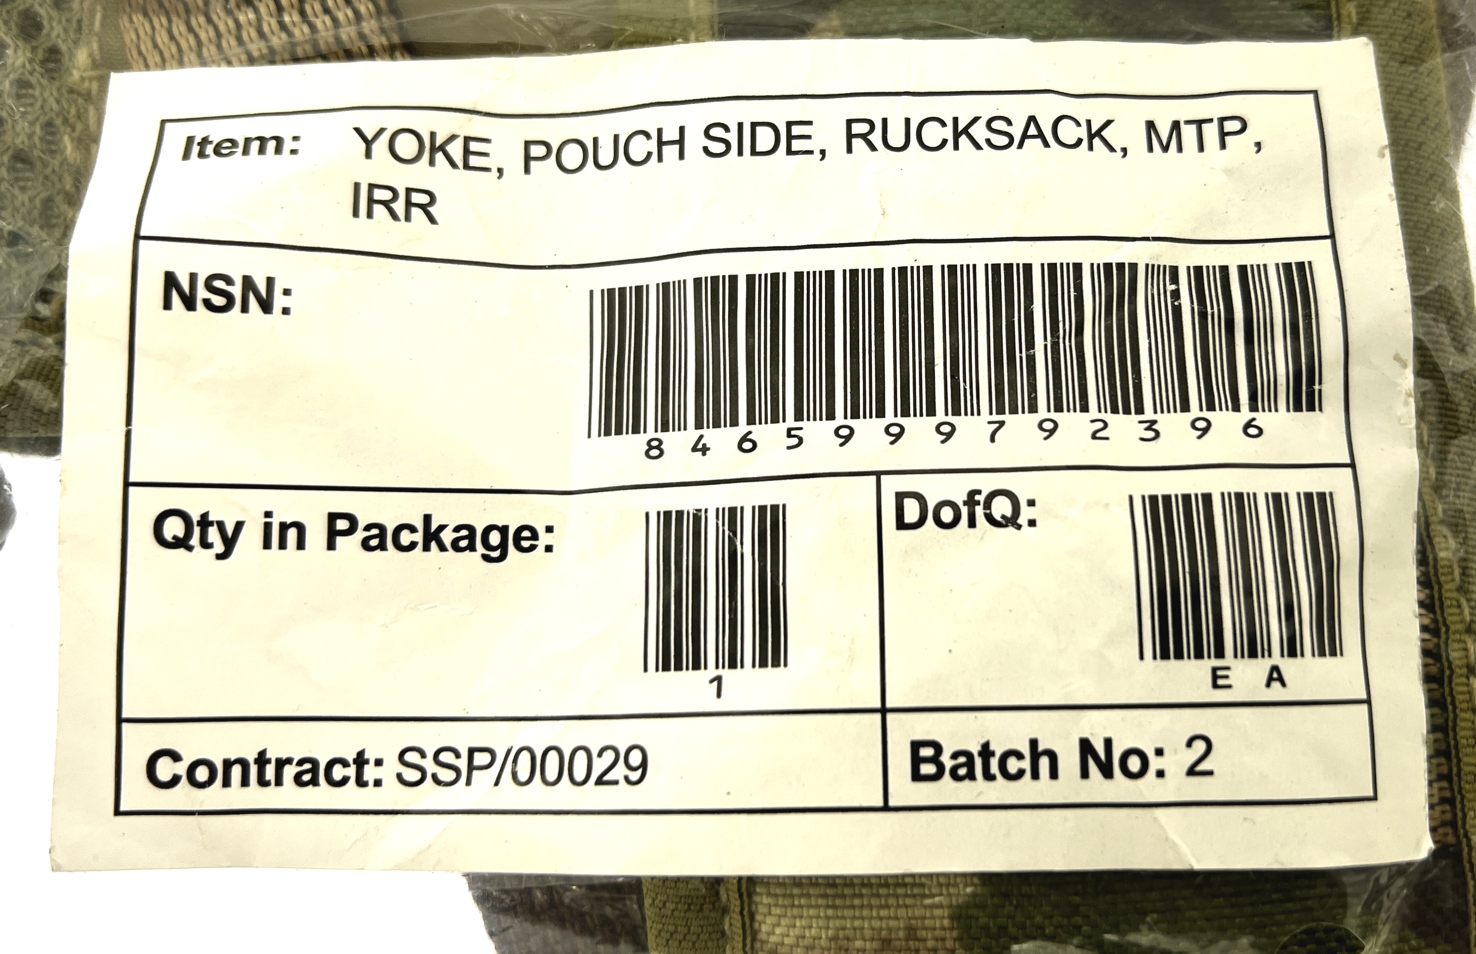 Item: YOKE, POUCH SIDE, RUCKSACK, MTP,
IRR
NSN:
8465999792396
Qty in Package:
1
DofQ:
E A
Contract: SSP/00029
Batch No: 2